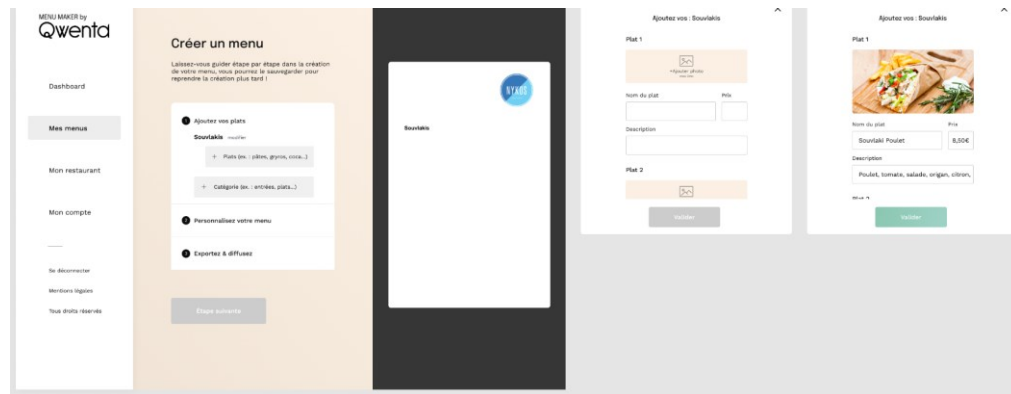 MENU MAKER by
Qwenta
Dashboard
Mes menus
Mon restaurant
Mon compte
Se déconnecter
Mentions légales
Tous droits réservés
Créer un menu
Laissez-vous guider étape par étape dans la création
de votre menu, vous pourrez le sauvegarder pour
reprendre la création plus tard !
Ajoutez vos plats
Souvlakis modifier
+ Plats (ex. : pâtes, gyros, coca...)
+ Catégorie (ex. : entrées, plats...)
Personnalisez votre menu
Exportez & diffusez
Etape suivante
NYKOS
Souvlakis
Ajoutez vos : Souvlakis
Plat 1
+Ajouter photo
Nom du plat Prix
Description
Plat 2
Valider
Ajoutez vos : Souvlakis
Plat 1
Nom du plat Prix
Souvlaki Poulet 8,50€
Description
Poulet, tomate, salade, origan, citron,
Plat 2
Valider